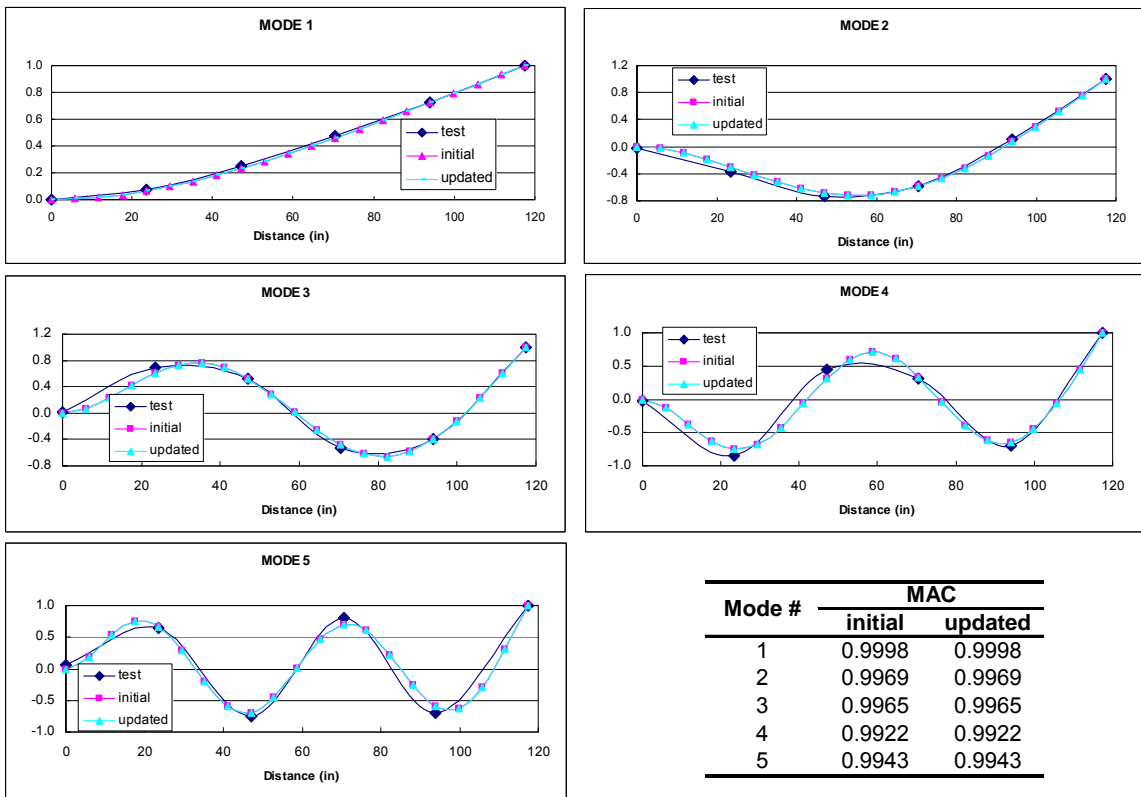 MODE 1
1.0
0.8
0.6
0.4
0.2
0.0
test
initial
updated
0 20 40 60 80 100 120
Distance (in)
MODE 2
1.2
0.8
0.4
0.0
-0.4
-0.8
test
initial
updated
0 20 40 60 80 100 120
Distance (in)
MODE 3
1.2
0.8
0.4
0.0
-0.4
-0.8
test
initial
updated
0 20 40 60 80 100 120
Distance (in)
MODE 4
1.0
0.5
0.0
-0.5
-1.0
test
initial
updated
0 20 40 60 80 100 120
Distance (in)
MODE 5
1.0
0.5
0.0
-0.5
-1.0
test
initial
updated
0 20 40 60 80 100 120
Distance (in)
Mode # MAC
initial updated
1 0.9998 0.9998
2 0.9969 0.9969
3 0.9965 0.9965
4 0.9922 0.9922
5 0.9943 0.9943